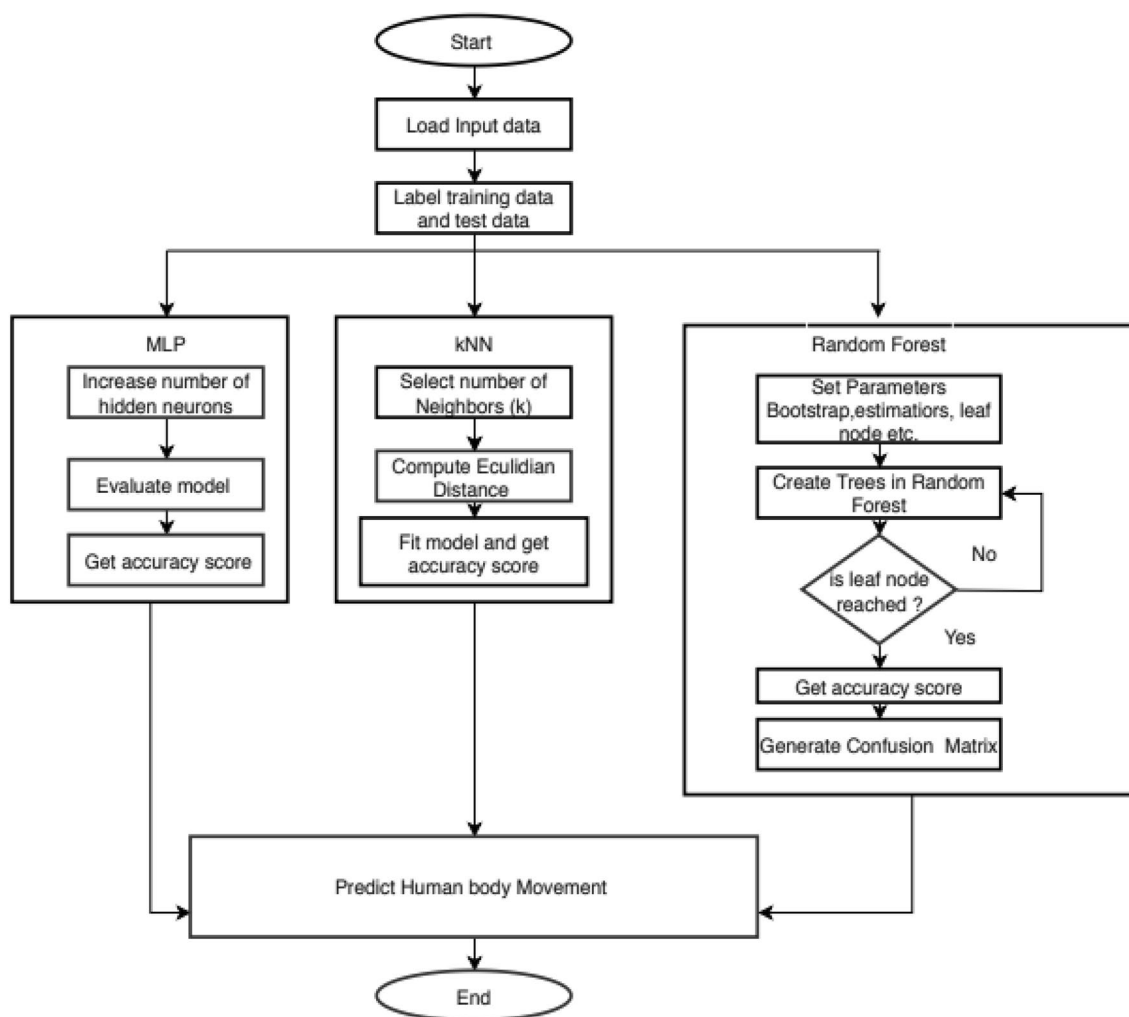 Start
Load Input data
Label training data
and test data
MLP
Increase number of
hidden neurons
Evaluate model
Get accuracy score
kNN
Select number of
Neighbors (k)
Compute Eculidian
Distance
Fit model and get
accuracy score
Random Forest
Set Parameters
Bootstrap,estimatiors, leaf
node etc.
Create Trees in Random
Forest
No
is leaf node
reached ?
Yes
Get accuracy score
Generate Confusion Matrix
Predict Human body Movement
End